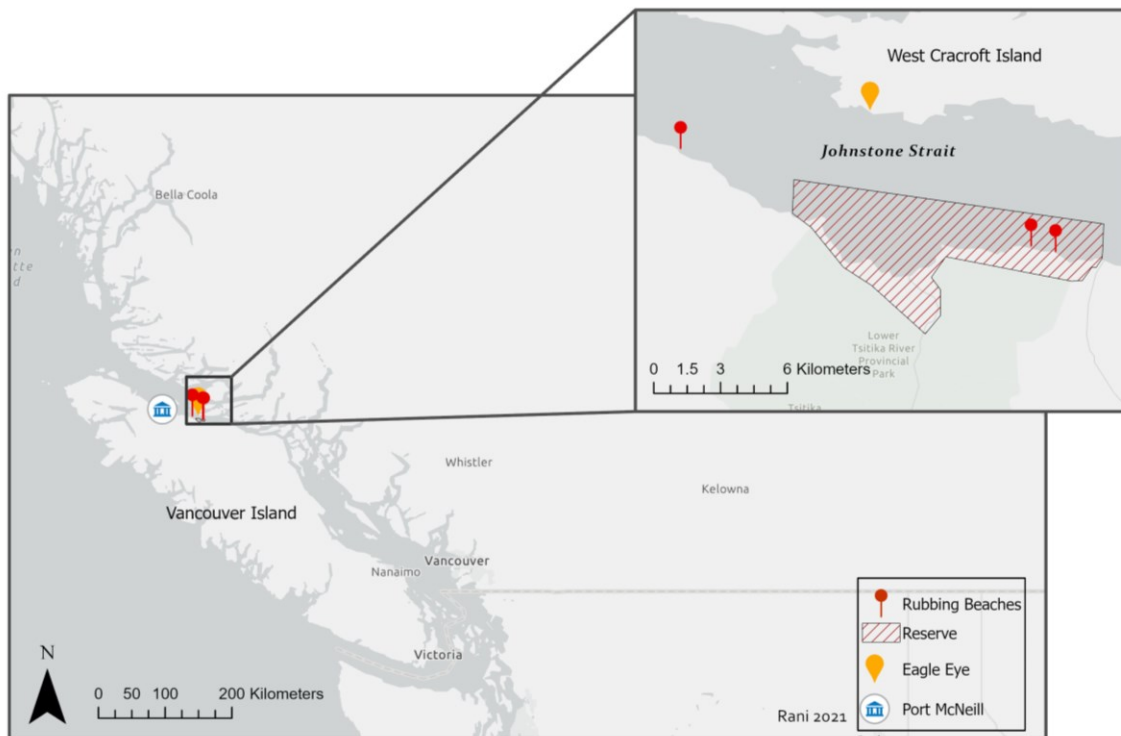 West Cracroft Island
Johnstone Strait
Lower
Tsitika River
Provincial
Park
0 1.5 3 6 Kilometers
Tsitika
Bella Coola
tte
d
Whistler
Kelowna
Vancouver Island
Vancouver
Nanaimo
Victoria
N
0 50 100 200 Kilometers
Rani 2021
Rubbing Beaches
Reserve
Eagle Eye
Port McNeill